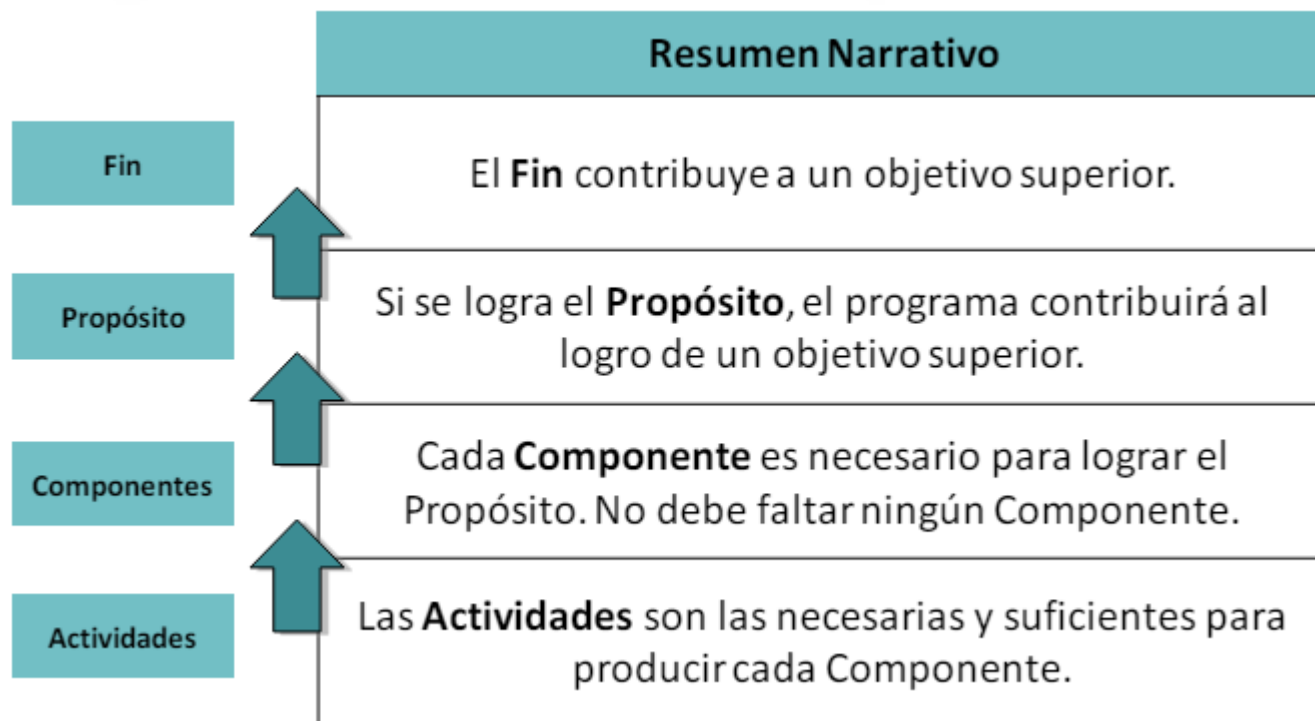 Resumen Narrativo
Fin
El Fin contribuye a un objetivo superior.
Propósito
Si se logra el Propósito, el programa contribuirá al
logro de un objetivo superior.
Componentes
Cada Componente es necesario para lograr el
Propósito. No debe faltar ningún Componente.
Actividades
Las Actividades son las necesarias y suficientes para
producir cada Componente.